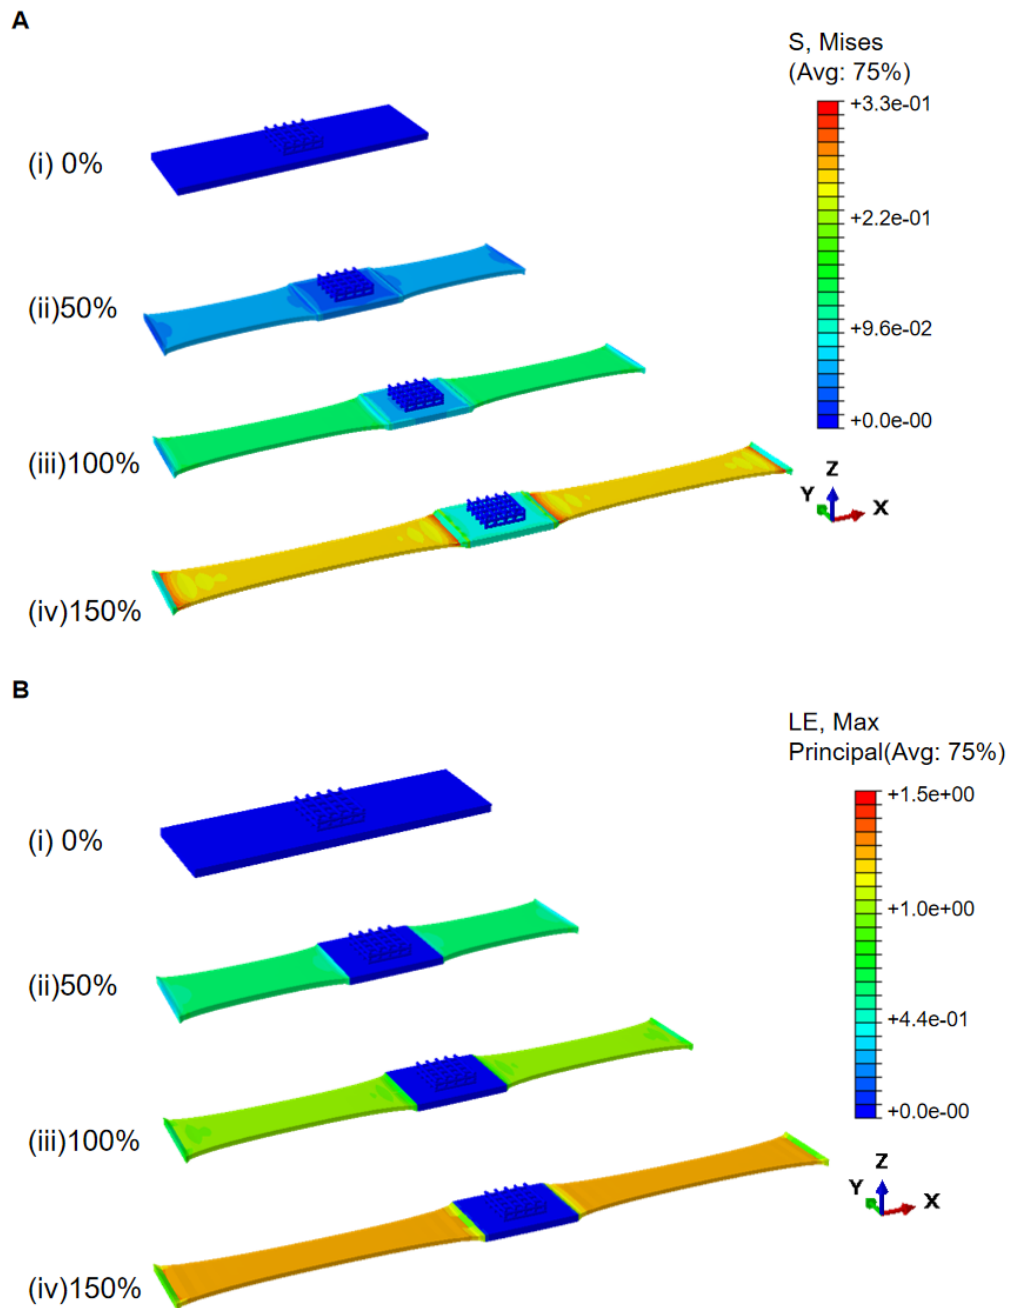 A
S, Mises
(Avg: 75%)
+3.3e-01
(i) 0%
+2.2e-01
(ii)50%
+9.6e-02
+0.0e-00
(iii)100%
Z
Y
X
(iv)150%
B
LE, Max
Principal(Avg: 75%)
+1.5e+00
(i) 0%
+1.0e+00
(ii)50%
+4.4e-01
+0.0e-00
(iii)100%
Z
Y
X
(iv)150%